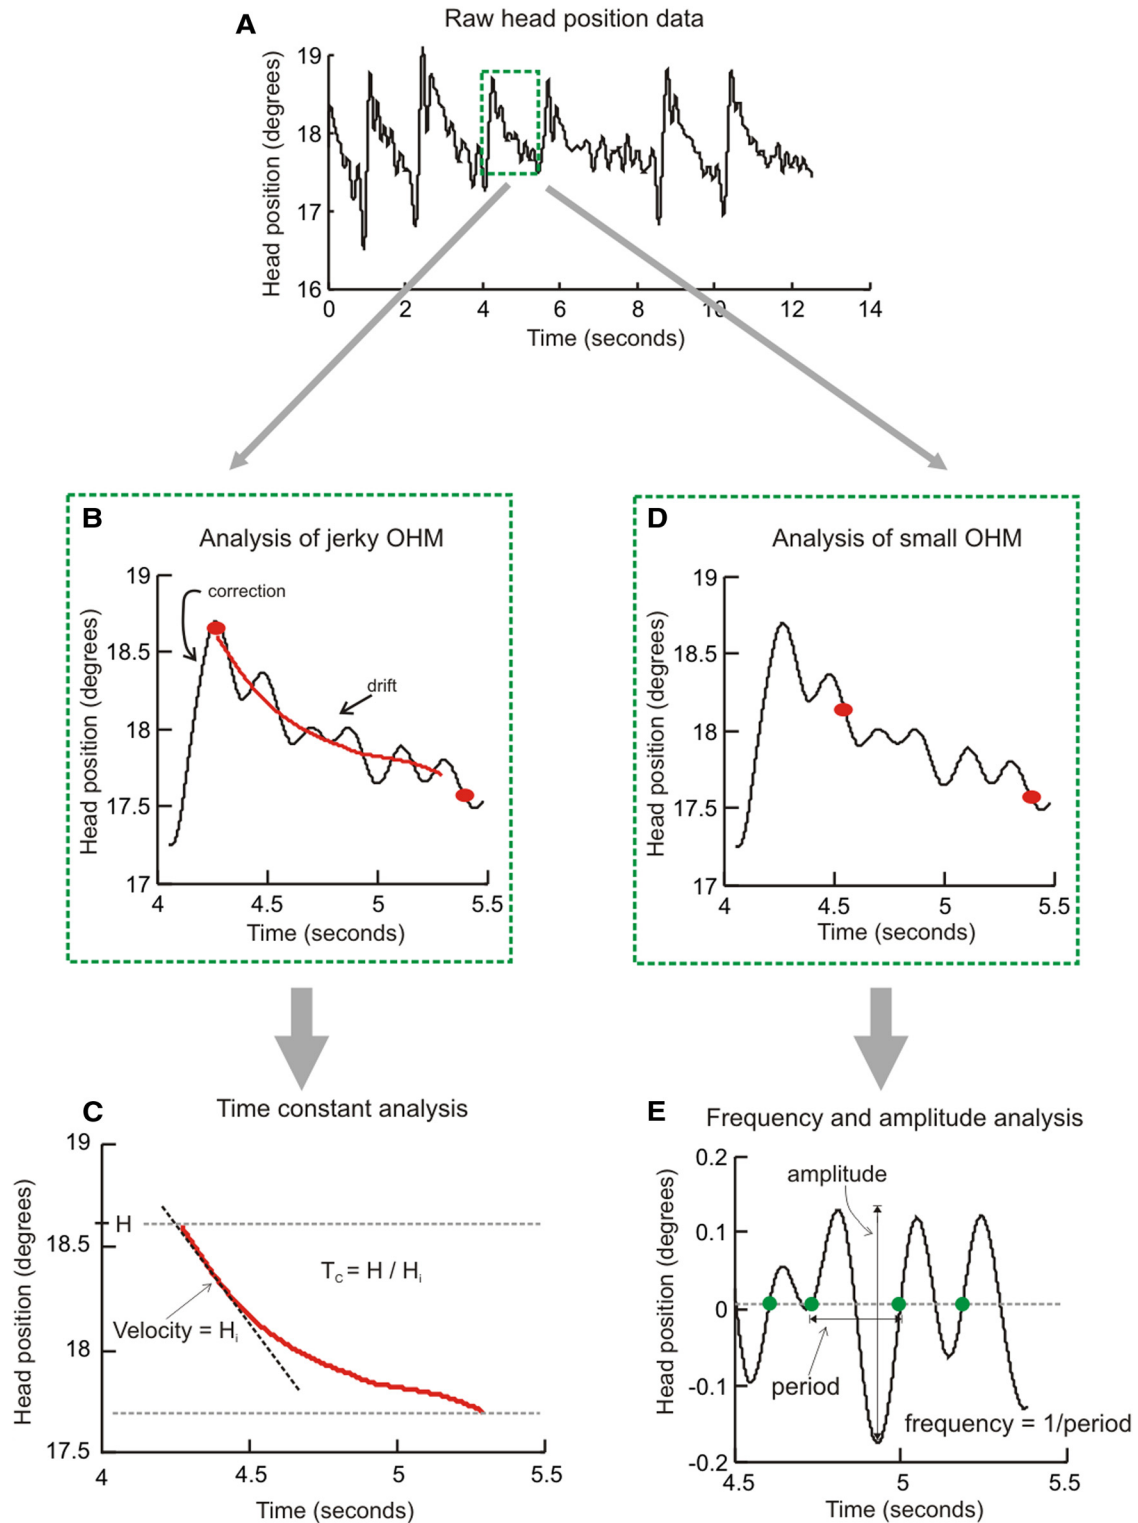 A
Raw head position data
Head position (degrees)
19
18
17
16
0 2 4 6 8 10 12 14
Time (seconds)
B
Analysis of jerky OHM
Head position (degrees)
19
18.5
18
17.5
17
correction
drift
4 4.5 5 5.5
Time (seconds)
D
Analysis of small OHM
Head position (degrees)
19
18.5
18
17.5
17
4 4.5 5 5.5
Time (seconds)
C
Time constant analysis
Head position (degrees)
19
H
18.5
18
17.5
Tc = H / Hi
Velocity = Hi
4 4.5 5 5.5
Time (seconds)
E
Frequency and amplitude analysis
Head position (degrees)
0.2
0.1
0
-0.1
-0.2
amplitude
period
frequency = 1/period
4.5 5 5.5
Time (seconds)